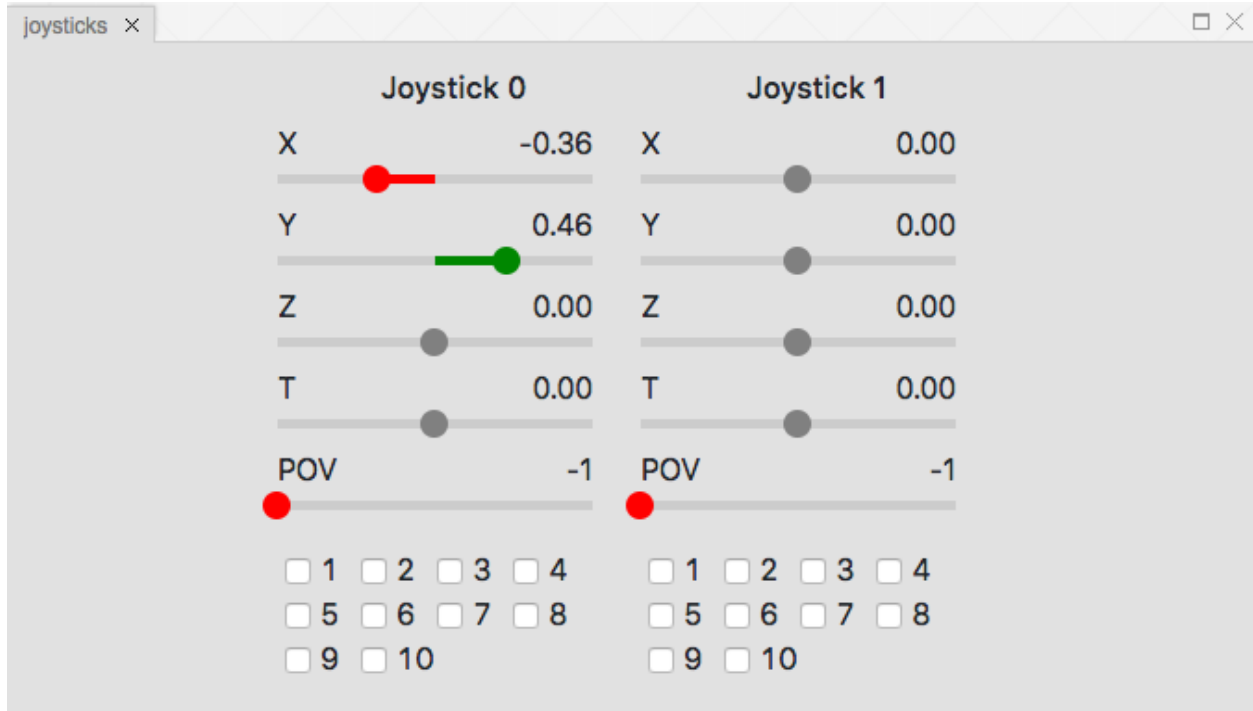 joysticks
Joystick 0 Joystick 1
X -0.36 X 0.00
Y 0.46 Y 0.00
Z 0.00 Z 0.00
T 0.00 T 0.00
POV -1 POV -1
1 2 3 4 1 2 3 4
5 6 7 8 5 6 7 8
9 10 9 10